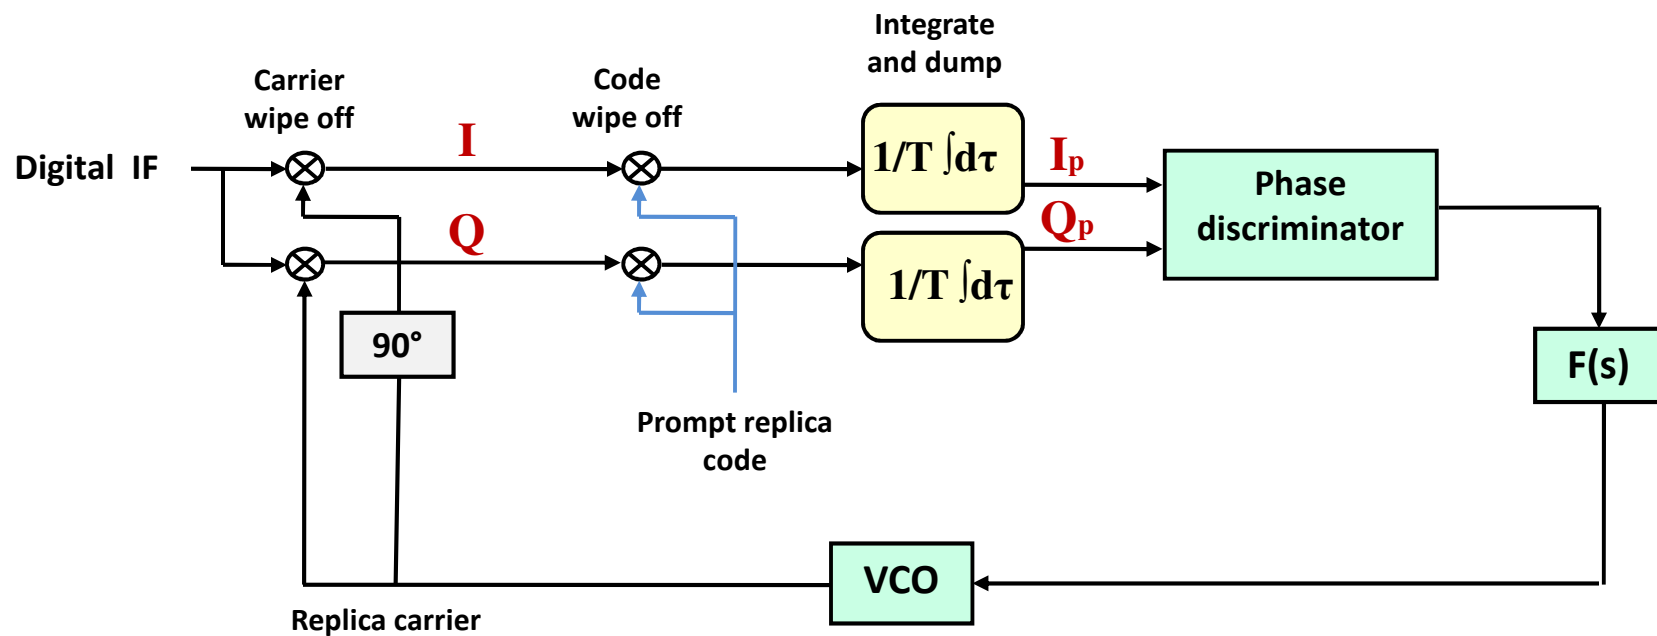 Integrate
and dump
Carrier
wipe off
Code
wipe off
Digital IF
I
1/T ∫dτ
Ip
Phase
discriminator
Q
1/T ∫dτ
Qp
90°
F(s)
Prompt replica
code
VCO
Replica carrier